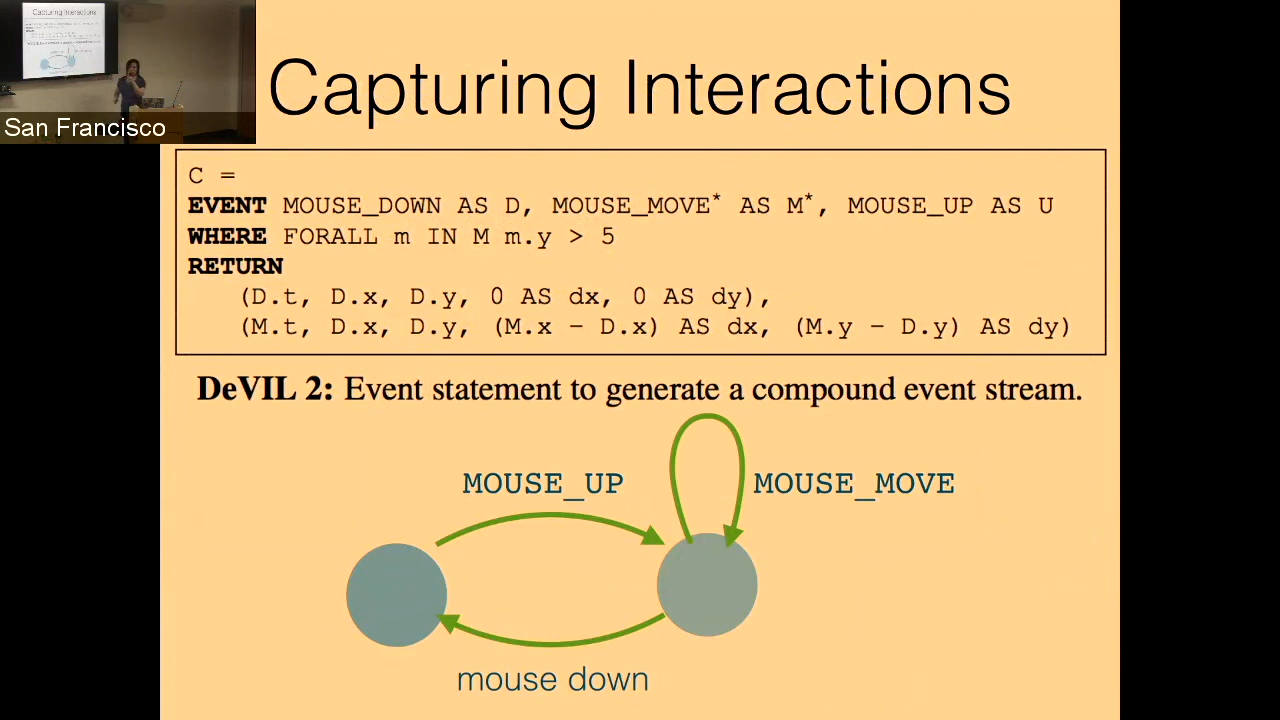 Capturing Interactions
San Francisco
C =
EVENT MOUSE_DOWN AS D, MOUSE_MOVE* AS M*, MOUSE_UP AS U
WHERE FORALL m IN M m.y > 5
RETURN
(D.t, D.x, D.y, 0 AS dx, 0 AS dy),
(M.t, D.x, D.y, (M.x − D.x) AS dx, (M.y − D.y) AS dy)
DeVIL 2: Event statement to generate a compound event stream.
MOUSE_UP
MOUSE_MOVE
mouse down
Capturing Interactions